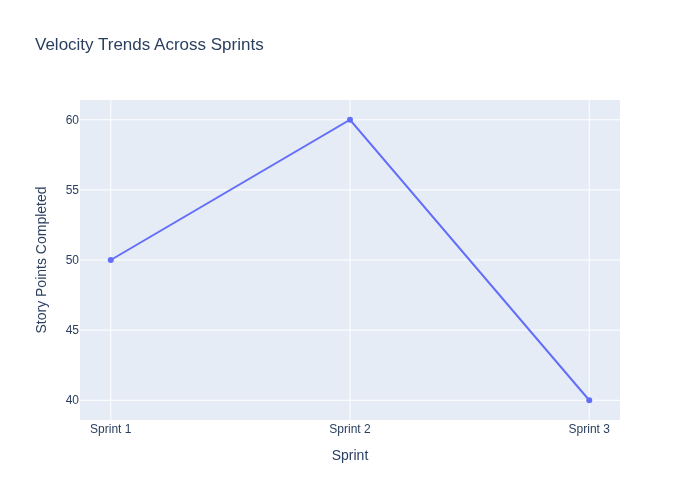 Velocity Trends Across Sprints
60
55
50
45
40
Story Points Completed
Sprint 1
Sprint 2
Sprint 3
Sprint